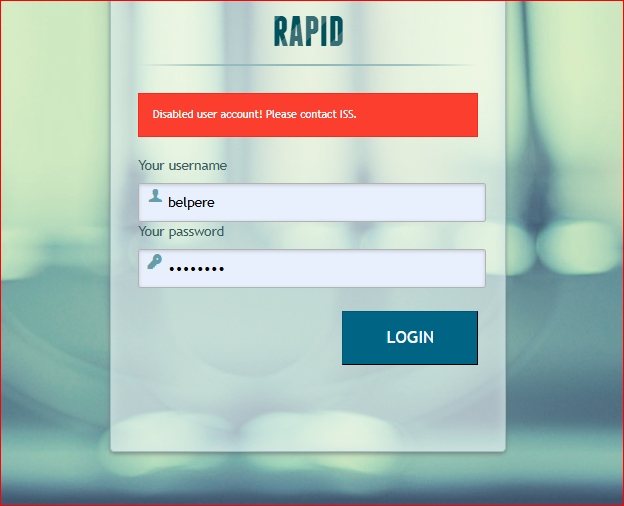 RAPID
Disabled user account! Please contact ISS.
Your username
belpere
Your password
••••••••
LOGIN